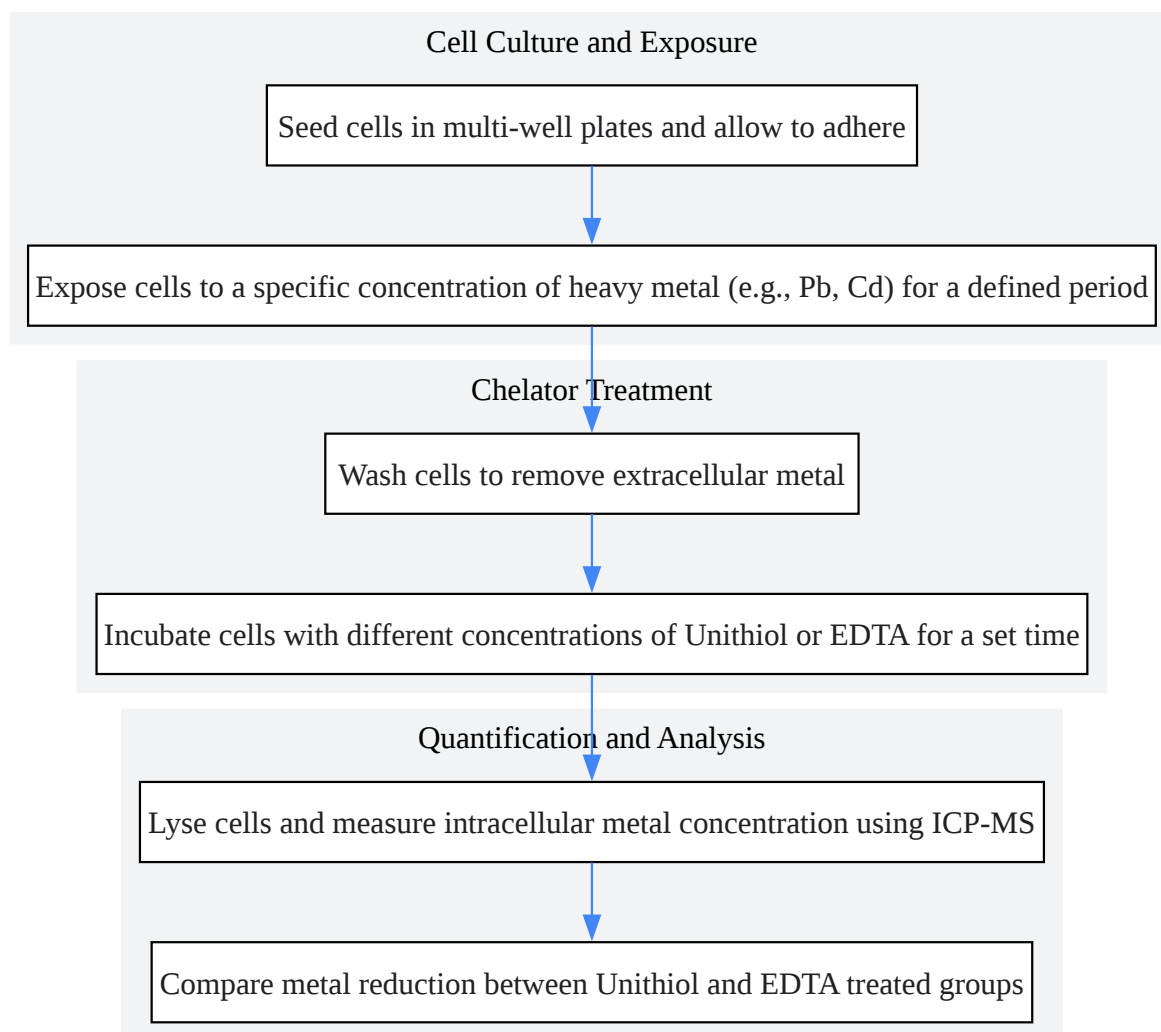 Cell Culture and Exposure
Seed cells in multi-well plates and allow to adhere
Expose cells to a specific concentration of heavy metal (e.g., Pb, Cd) for a defined period
Chelator Treatment
Wash cells to remove extracellular metal
Incubate cells with different concentrations of Unithiol or EDTA for a set time
Quantification and Analysis
Lyse cells and measure intracellular metal concentration using ICP-MS
Compare metal reduction between Unithiol and EDTA treated groups